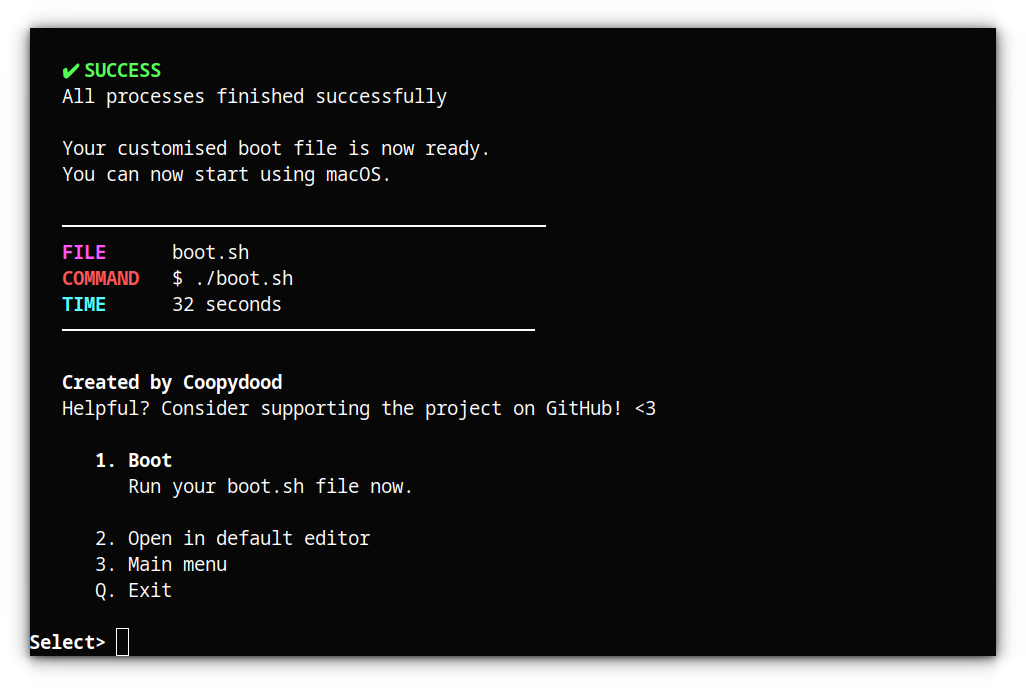 ✔ SUCCESS
All processes finished successfully
Your customised boot file is now ready.
You can now start using macOS.
FILE boot.sh
COMMAND $ ./boot.sh
TIME 32 seconds
Created by Coopydood
Helpful? Consider supporting the project on GitHub! <3
1. Boot
Run your boot.sh file now.
2. Open in default editor
3. Main menu
Q. Exit
Select>